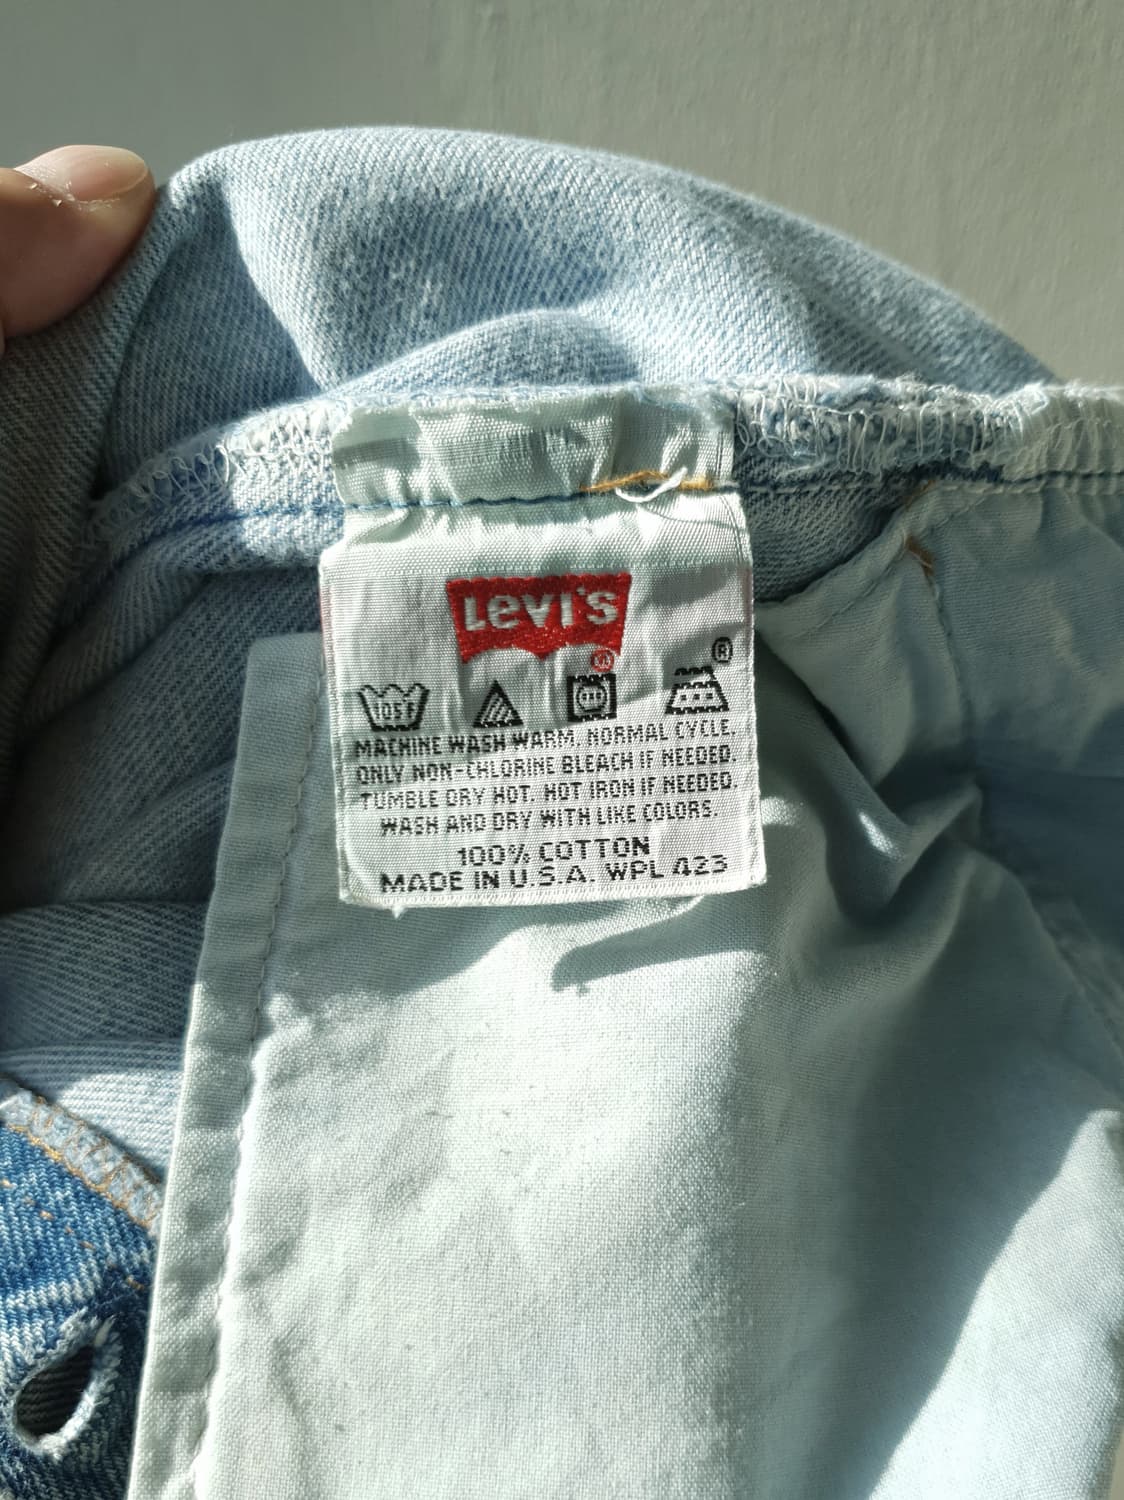 Levi's
®
®
105F
MACHINE WASH WARM, NORMAL CYCLE.
ONLY NON-CHLORINE BLEACH IF NEEDED.
TUMBLE DRY HOT. HOT IRON IF NEEDED.
WASH AND DRY WITH LIKE COLORS.
100% COTTON
MADE IN U.S.A. WPL 423